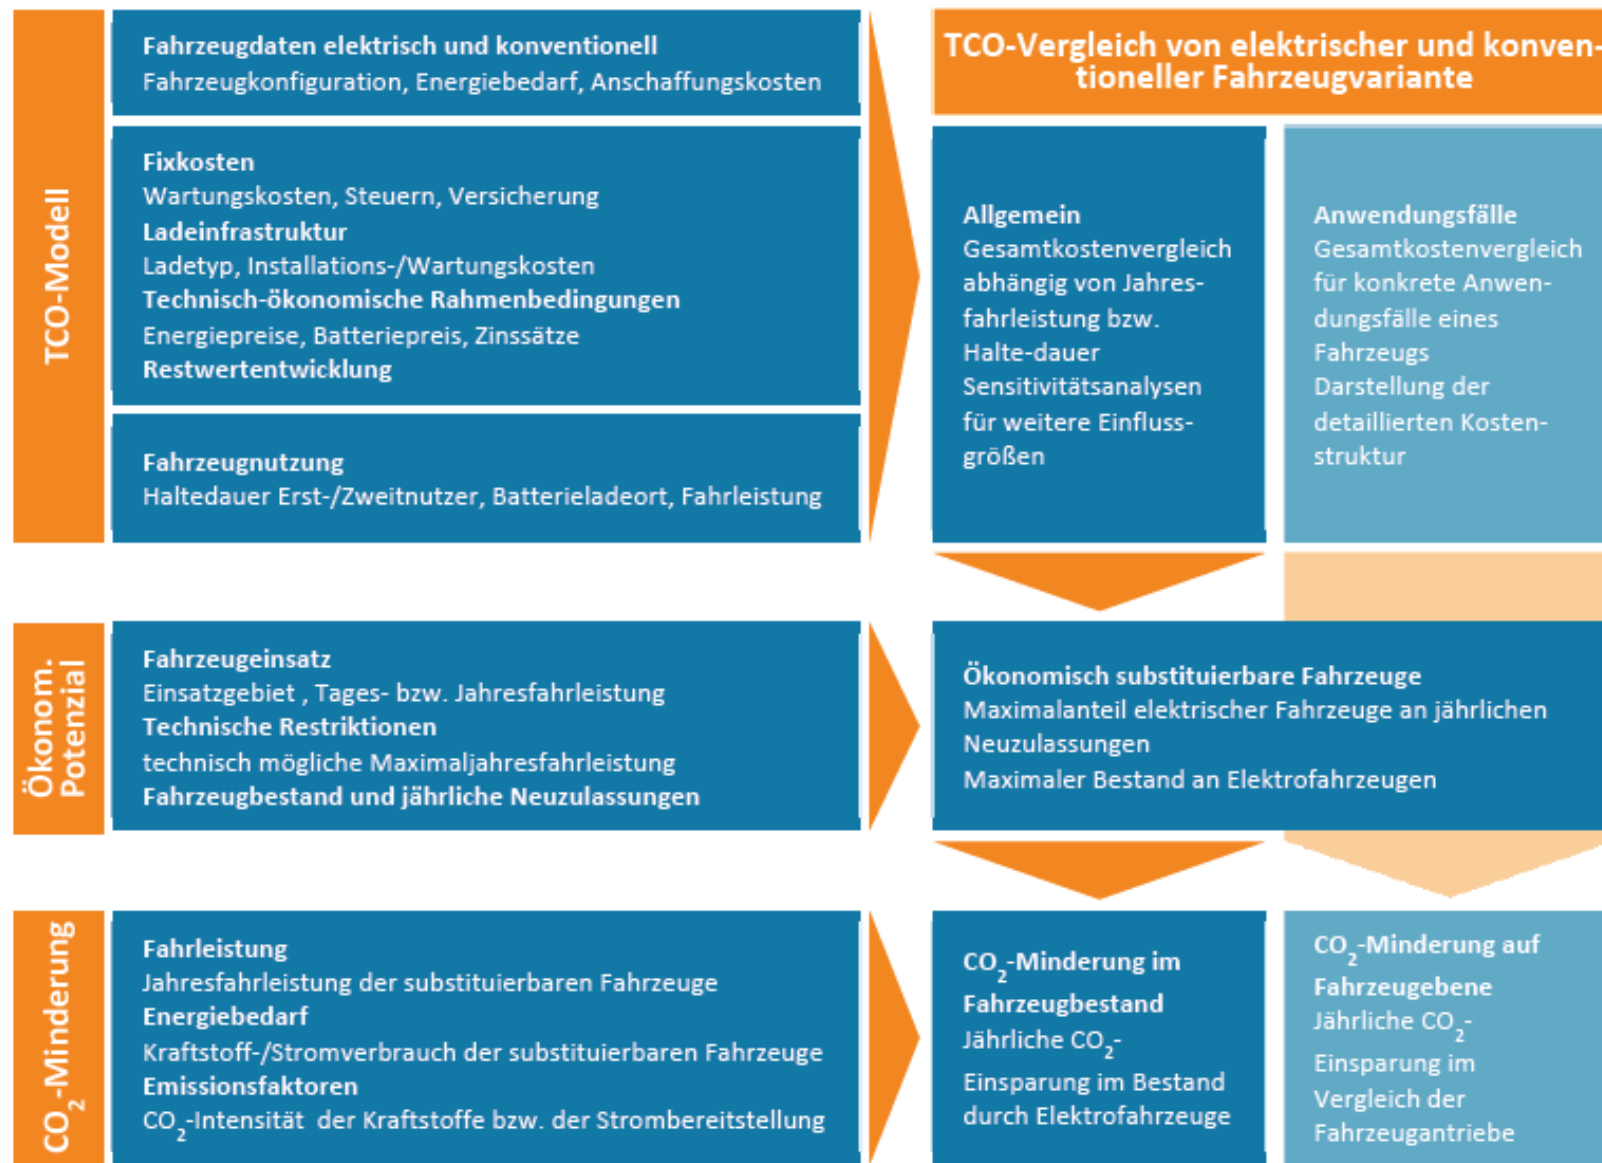 TCO-Modell
Fahrzeugdaten elektrisch und konventionell
Fahrzeugkonfiguration, Energiebedarf, Anschaffungskosten
Fixkosten
Wartungskosten, Steuern, Versicherung
Ladeinfrastruktur
Ladetyp, Installations-/Wartungskosten
Technisch-ökonomische Rahmenbedingungen
Energiepreise, Batteriepreis, Zinssätze
Restwertentwicklung
Fahrzeugnutzung
Haltedauer Erst-/Zweitnutzer, Batterieladeort, Fahrleistung
TCO-Vergleich von elektrischer und konven-
tioneller Fahrzeugvariante
Allgemein
Gesamtkostenvergleich
abhängig von Jahres-
fahrleistung bzw.
Halte-dauer
Sensitivitätsanalysen
für weitere Einfluss-
größen
Anwendungsfälle
Gesamtkostenvergleich
für konkrete Anwen-
dungsfälle eines
Fahrzeugs
Darstellung der
detaillierten Kosten-
struktur
Ökonom.
Potenzial
Fahrzeugeinsatz
Einsatzgebiet , Tages- bzw. Jahresfahrleistung
Technische Restriktionen
technisch mögliche Maximaljahresfahrleistung
Fahrzeugbestand und jährliche Neuzulassungen
Ökonomisch substituierbare Fahrzeuge
Maximalanteil elektrischer Fahrzeuge an jährlichen
Neuzulassungen
Maximaler Bestand an Elektrofahrzeugen
CO₂-Minderung
Fahrleistung
Jahresfahrleistung der substituierbaren Fahrzeuge
Energiebedarf
Kraftstoff-/Stromverbrauch der substituierbaren Fahrzeuge
Emissionsfaktoren
CO₂-Intensität der Kraftstoffe bzw. der Strombereitstellung
CO₂-Minderung im
Fahrzeugbestand
Jährliche CO₂-
Einsparung im Bestand
durch Elektrofahrzeuge
CO₂-Minderung auf
Fahrzeugebene
Jährliche CO₂-
Einsparung im
Vergleich der
Fahrzeugantriebe